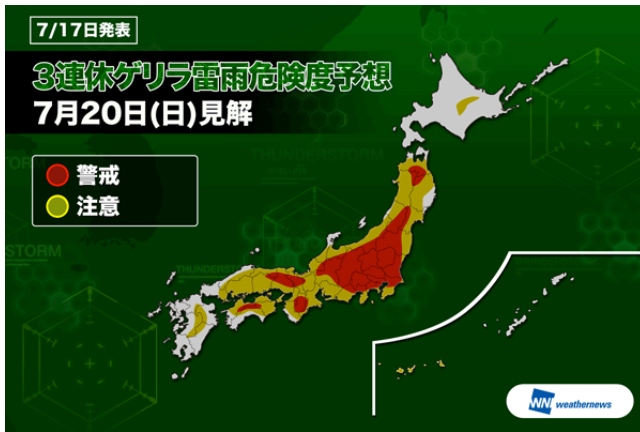 7/17日発表
3連休ゲリラ雷雨危険度予想
7月20日(日)見解
警戒
注意
THUNDERSTORM
STORM
THUNDERSTORM
WN weathernews